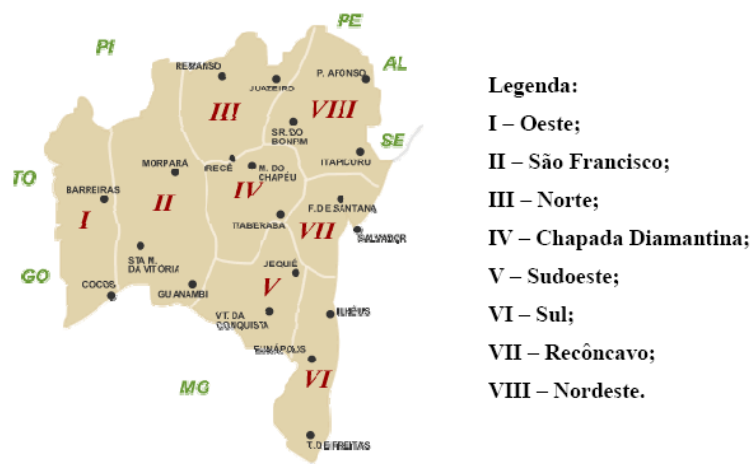 PE
PI
REMANSO
P. AFONSO
AL
JUAZEIRO
III
VIII
SR. DO
BONFIM
SE
MORPARÁ
IRECÊ
M. DO
CHAPÉU
ITAPICURU
TO
BARREIRAS
I
II
IV
ITABERABA
F. DE SANTANA
VII
SALVADOR
STA M.
DA VITÓRIA
GO
COCOS
GUANAMBI
JEQUIÉ
V
VT. DA
CONQUISTA
ILHÉUS
EUNÁPOLIS
VI
MG
T. DE FREITAS
Legenda:
I – Oeste;
II – São Francisco;
III – Norte;
IV – Chapada Diamantina;
V – Sudoeste;
VI – Sul;
VII – Recôncavo;
VIII – Nordeste.